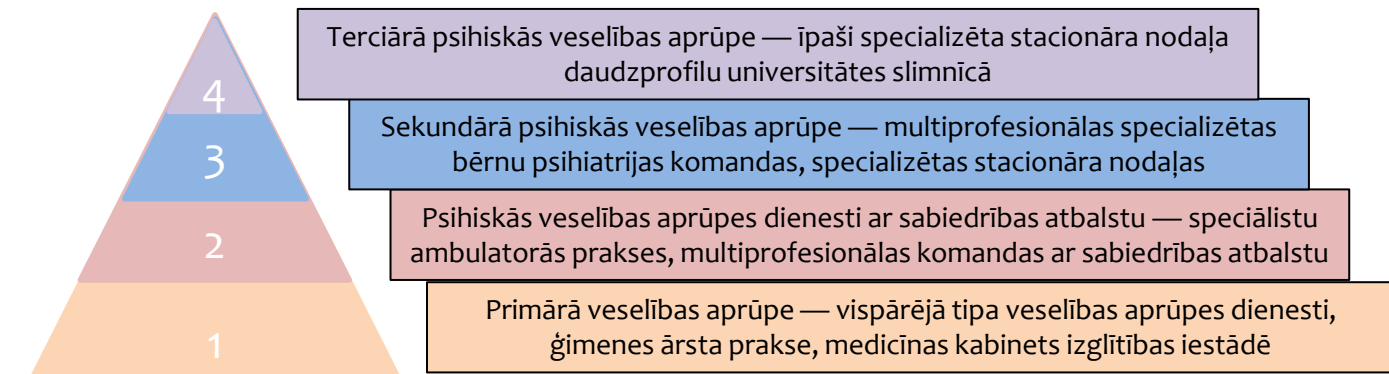 4
Terciārā psihiskās veselības aprūpe — īpaši specializēta stacionāra nodaļa
daudzprofilu universitātes slimnīcā
3
Sekundārā psihiskās veselības aprūpe — multiprofesionālas specializētas
bērnu psihiatrijas komandas, specializētas stacionāra nodaļas
2
Psihiskās veselības aprūpes dienesti ar sabiedrības atbalstu — speciālistu
ambulatorās prakses, multiprofesionālas komandas ar sabiedrības atbalstu
1
Primārā veselības aprūpe — vispārējā tipa veselības aprūpes dienesti,
ģimenes ārsta prakse, medicīnas kabinets izglītības iestādē